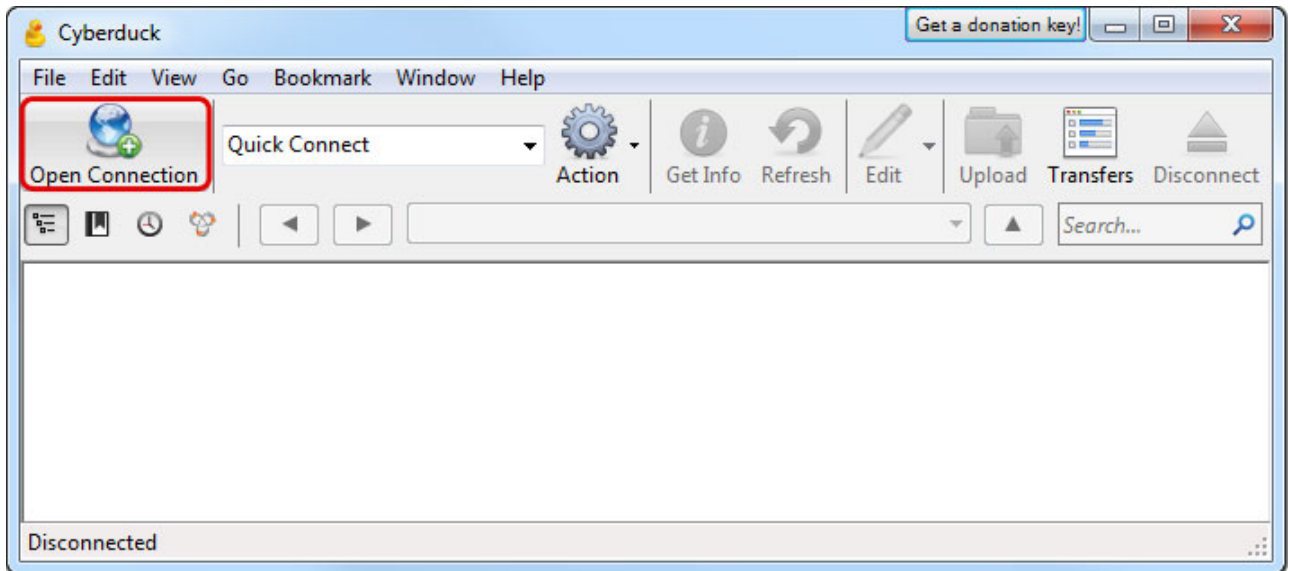 Cyberduck
Get a donation key!
File Edit View Go Bookmark Window Help
Open Connection
Quick Connect
Action
Get Info
Refresh
Edit
Upload
Transfers
Disconnect
Search...
Disconnected